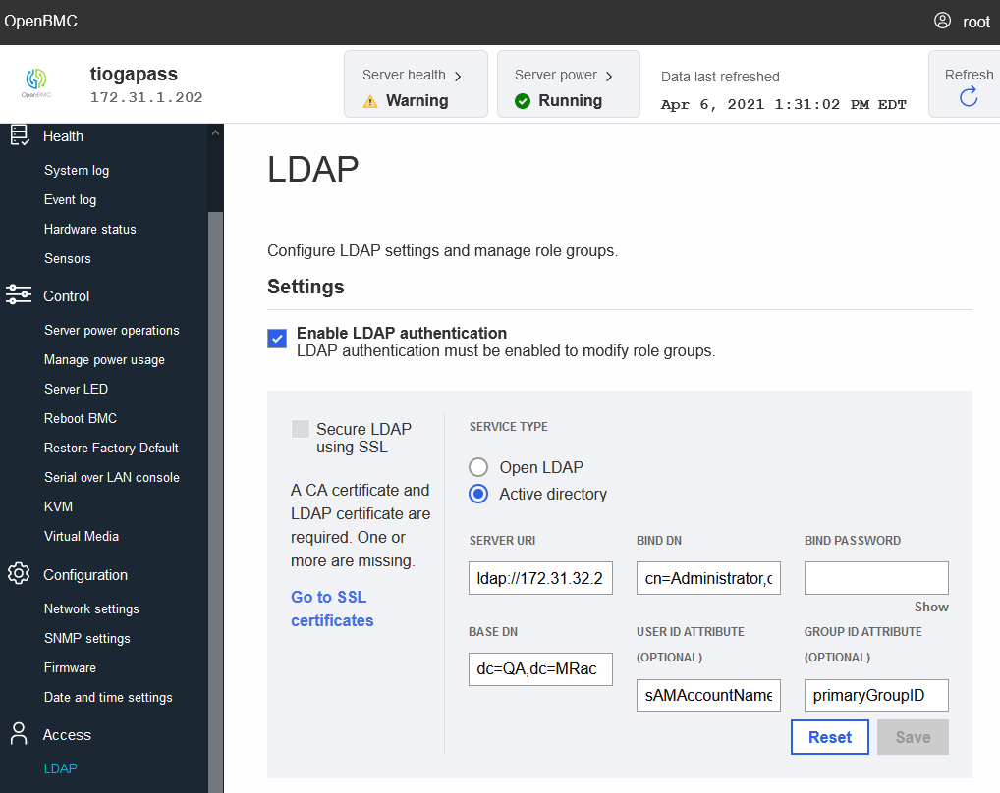 OpenBMC
root
OpenBMC
tiogapass
172.31.1.202
Server health
Warning
Server power
Running
Data last refreshed
Apr 6, 2021 1:31:02 PM EDT
Refresh
Health
System log
Event log
Hardware status
Sensors
Control
Server power operations
Manage power usage
Server LED
Reboot BMC
Restore Factory Default
Serial over LAN console
KVM
Virtual Media
Configuration
Network settings
SNMP settings
Firmware
Date and time settings
Access
LDAP
LDAP
Configure LDAP settings and manage role groups.
Settings
Enable LDAP authentication
LDAP authentication must be enabled to modify role groups.
Secure LDAP
using SSL
A CA certificate and
LDAP certificate are
required. One or
more are missing.
Go to SSL
certificates
SERVICE TYPE
Open LDAP
Active directory
SERVER URI
ldap://172.31.32.2
BIND DN
cn=Administrator,
BIND PASSWORD
Show
BASE DN
dc=QA,dc=MRac
USER ID ATTRIBUTE
(OPTIONAL)
sAMAccountName
GROUP ID ATTRIBUTE
(OPTIONAL)
primaryGroupID
Reset
Save